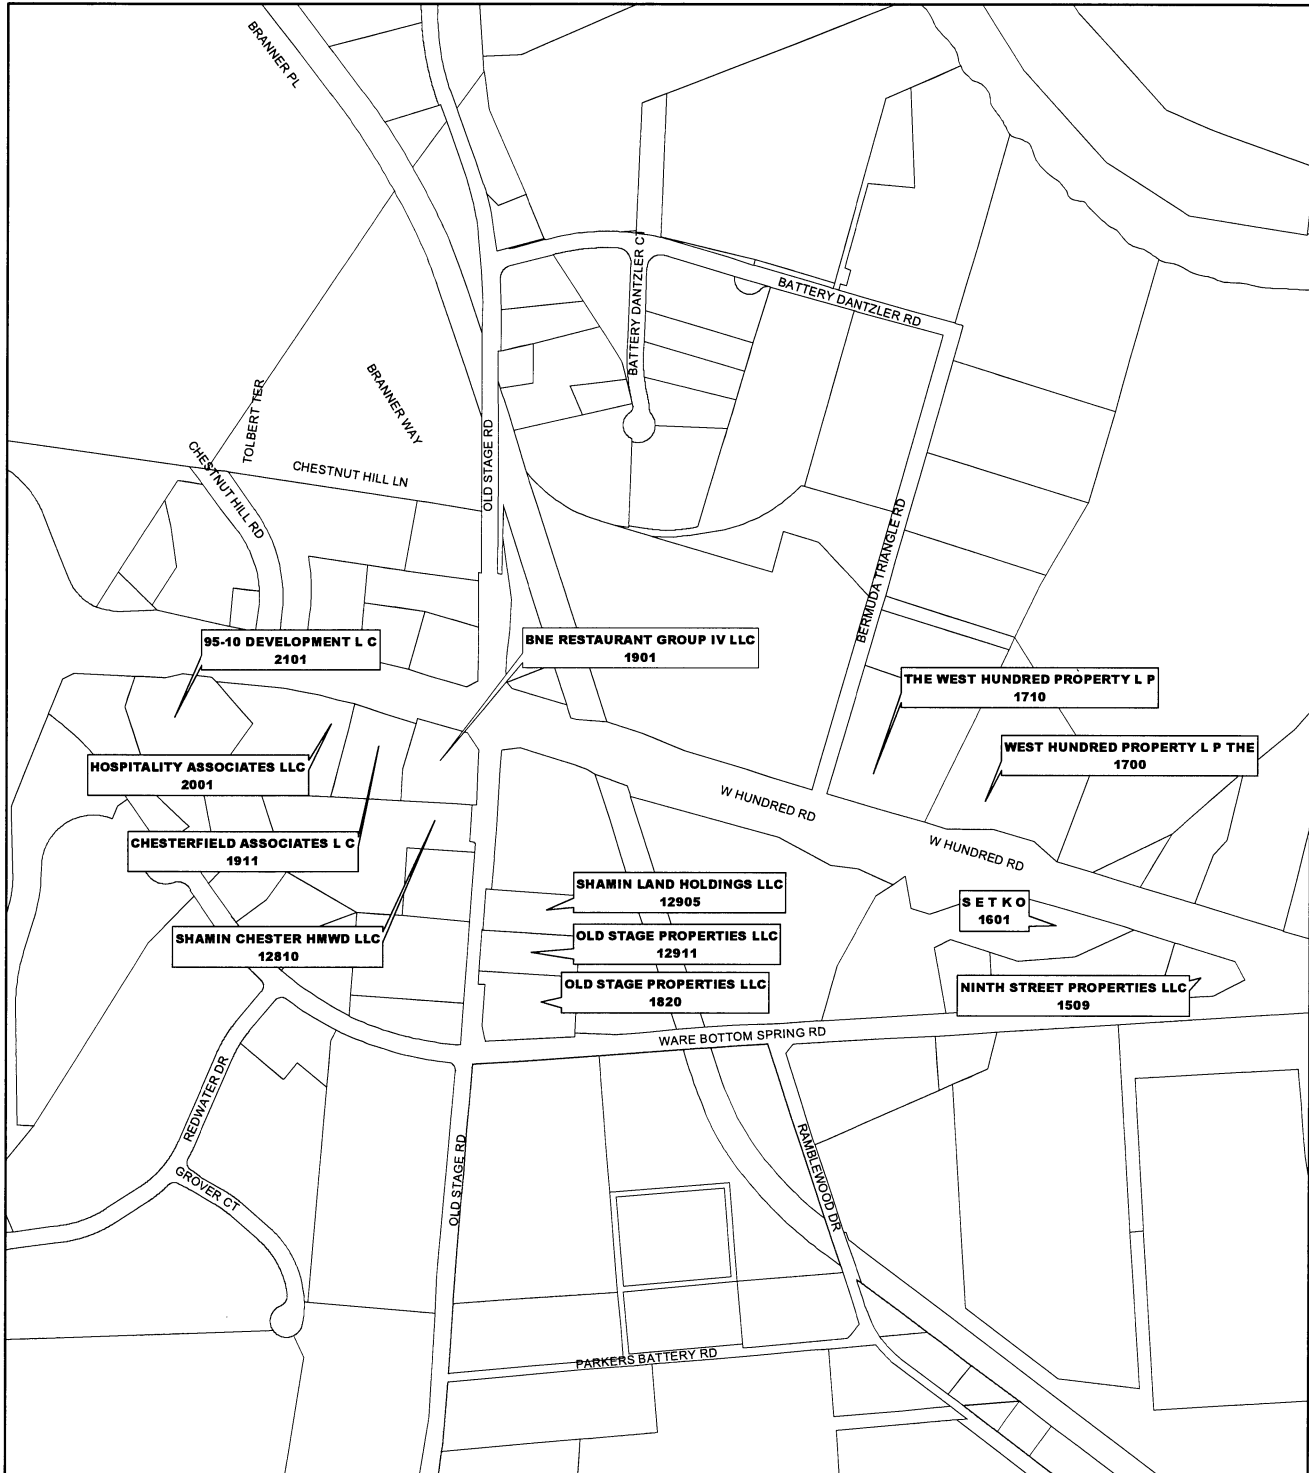 BRANNER PL
BATTERY DANTZLER CT
BATTERY DANTZLER RD
BRANNER WAY
TOLBERT TER
CHESTNUT HILL RD
CHESTNUT HILL LN
OLD STAGE RD
BERMUDA TRIANGLE RD
95-10 DEVELOPMENT L C
2101
BNE RESTAURANT GROUP IV LLC
1901
THE WEST HUNDRED PROPERTY L P
1710
WEST HUNDRED PROPERTY L P THE
1700
HOSPITALITY ASSOCIATES LLC
2001
W HUNDRED RD
W HUNDRED RD
CHESTERFIELD ASSOCIATES L C
1911
SHAMIN LAND HOLDINGS LLC
12905
S E T K O
1601
SHAMIN CHESTER HMWD LLC
12810
OLD STAGE PROPERTIES LLC
12911
OLD STAGE PROPERTIES LLC
1820
NINTH STREET PROPERTIES LLC
1509
WARE BOTTOM SPRING RD
REDWATER DR
GROVER CT
OLD STAGE RD
RAMBLEWOOD DR
PARKERS BATTERY RD